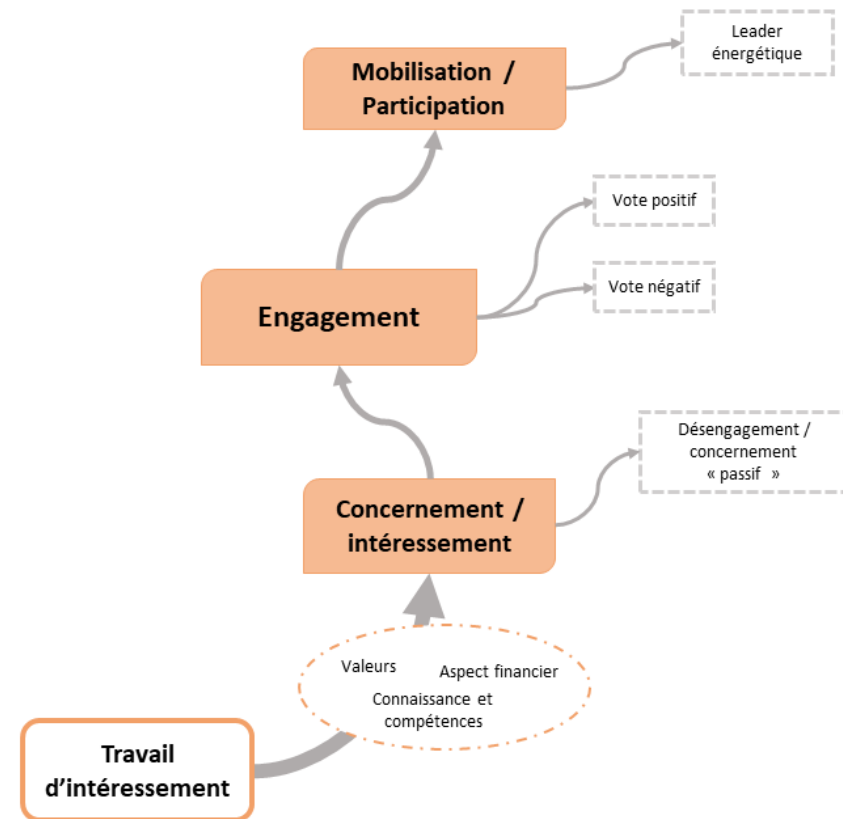 Leader
énergétique
Mobilisation /
Participation
Vote positif
Vote négatif
Engagement
Désengagement /
concernement
« passif »
Concernement /
intéressement
Valeurs
Aspect financier
Connaissance et
compétences
Travail
d'intéressement